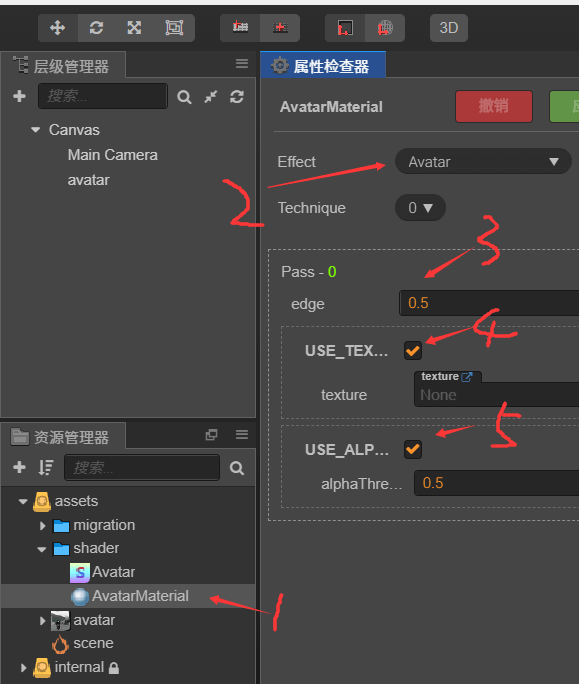 3D
层级管理器
搜索...
Canvas
Main Camera
avatar
属性检查器
AvatarMaterial
撤销
Effect
Avatar
2
Technique
0
3
Pass - 0
edge
0.5
4
USE_TEX...
texture
texture
None
5
USE_ALP...
alphaThre...
0.5
资源管理器
搜索...
assets
migration
shader
S
Avatar
AvatarMaterial
1
avatar
scene
internal